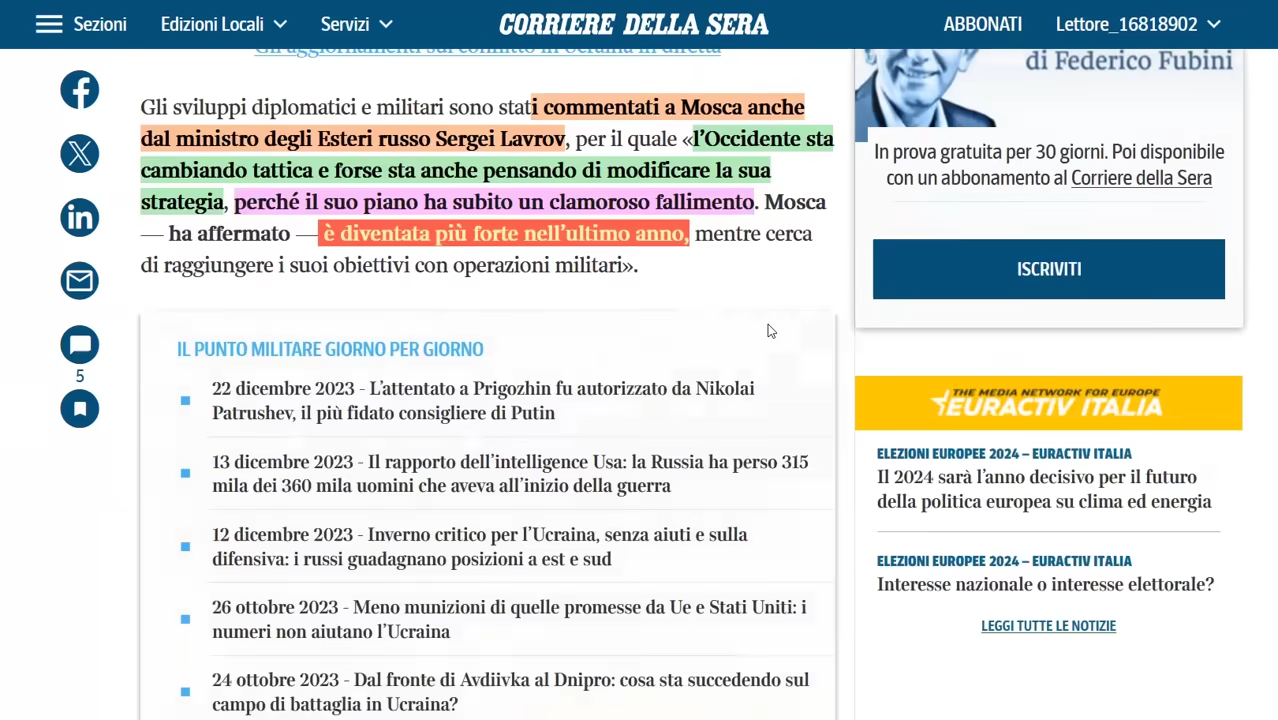 Sezioni
Edizioni Locali
Servizi
CORRIERE DELLA SERA
ABBONATI
Lettore_16818902
Gli aggiornamenti sul conflitto in Ucraina in diretta
Gli sviluppi diplomatici e militari sono stati commentati a Mosca anche
dal ministro degli Esteri russo Sergei Lavrov, per il quale «l’Occidente sta
cambiando tattica e forse sta anche pensando di modificare la sua
strategia, perché il suo piano ha subito un clamoroso fallimento. Mosca
— ha affermato — è diventata più forte nell’ultimo anno, mentre cerca
di raggiungere i suoi obiettivi con operazioni militari».
5
IL PUNTO MILITARE GIORNO PER GIORNO
22 dicembre 2023 - L’attentato a Prigozhin fu autorizzato da Nikolai
Patrushev, il più fidato consigliere di Putin
13 dicembre 2023 - Il rapporto dell’intelligence Usa: la Russia ha perso 315
mila dei 360 mila uomini che aveva all’inizio della guerra
12 dicembre 2023 - Inverno critico per l’Ucraina, senza aiuti e sulla
difensiva: i russi guadagnano posizioni a est e sud
26 ottobre 2023 - Meno munizioni di quelle promesse da Ue e Stati Uniti: i
numeri non aiutano l’Ucraina
24 ottobre 2023 - Dal fronte di Avdiivka al Dnipro: cosa sta succedendo sul
campo di battaglia in Ucraina?
di Federico Fubini
In prova gratuita per 30 giorni. Poi disponibile
con un abbonamento al Corriere della Sera
ISCRIVITI
THE MEDIA NETWORK FOR EUROPE
EURACTIV ITALIA
ELEZIONI EUROPEE 2024 – EURACTIV ITALIA
Il 2024 sarà l’anno decisivo per il futuro
della politica europea su clima ed energia
ELEZIONI EUROPEE 2024 – EURACTIV ITALIA
Interesse nazionale o interesse elettorale?
LEGGI TUTTE LE NOTIZIE